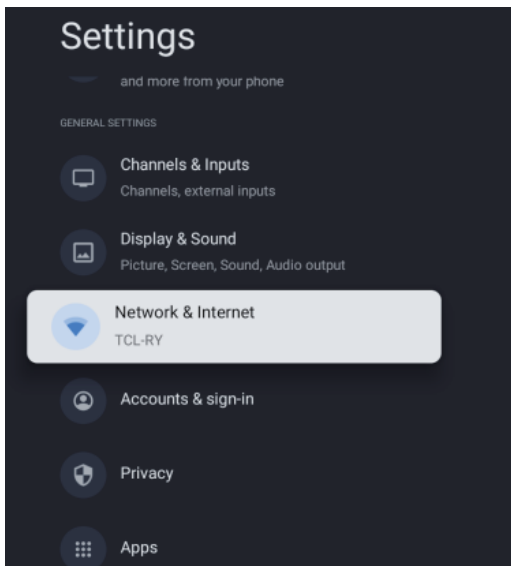 Settings
and more from your phone
GENERAL SETTINGS
Channels & Inputs
Channels, external inputs
Display & Sound
Picture, Screen, Sound, Audio output
Network & Internet
TCL-RY
Accounts & sign-in
Privacy
Apps